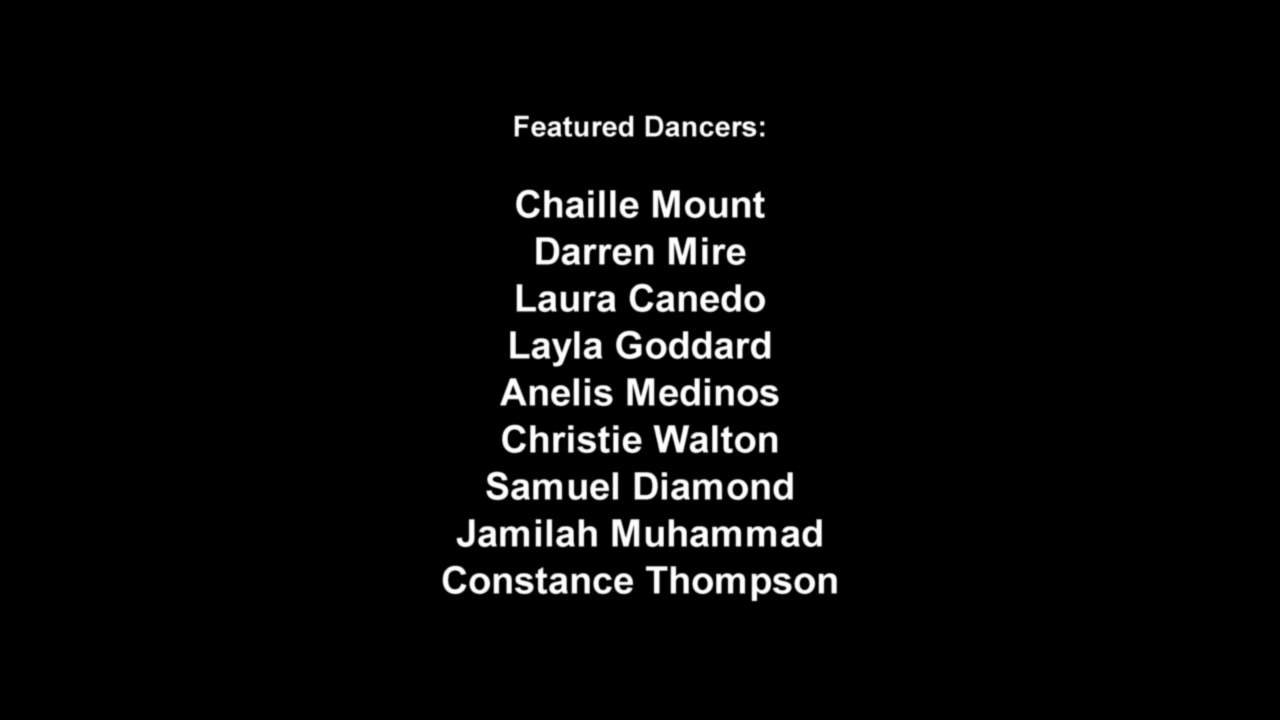 Featured Dancers:
Chaille Mount
Darren Mire
Laura Canedo
Layla Goddard
Anelis Medinos
Christie Walton
Samuel Diamond
Jamilah Muhammad
Constance Thompson